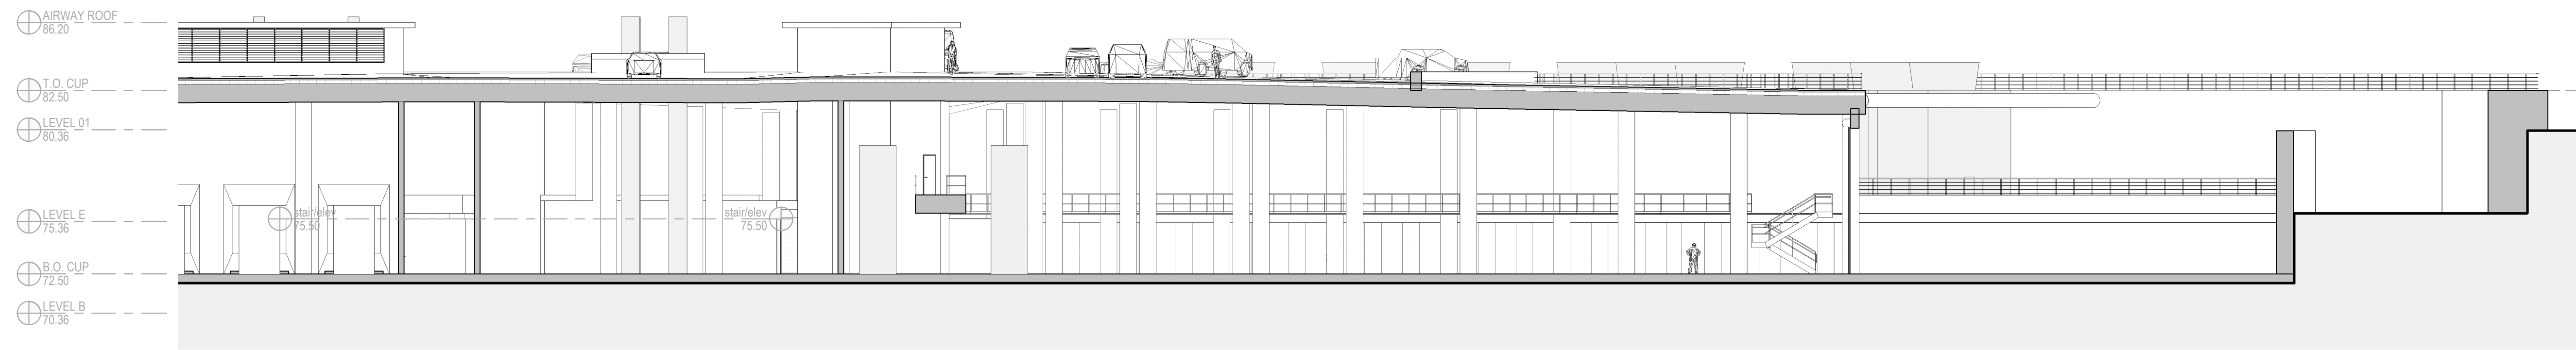 AIRWAY ROOF
86.20
T.O. CUP
82.50
LEVEL 01
80.36
LEVEL E
75.36
stair/elev
75.50
stair/elev
75.50
B.O. CUP
72.50
LEVEL B
70.36